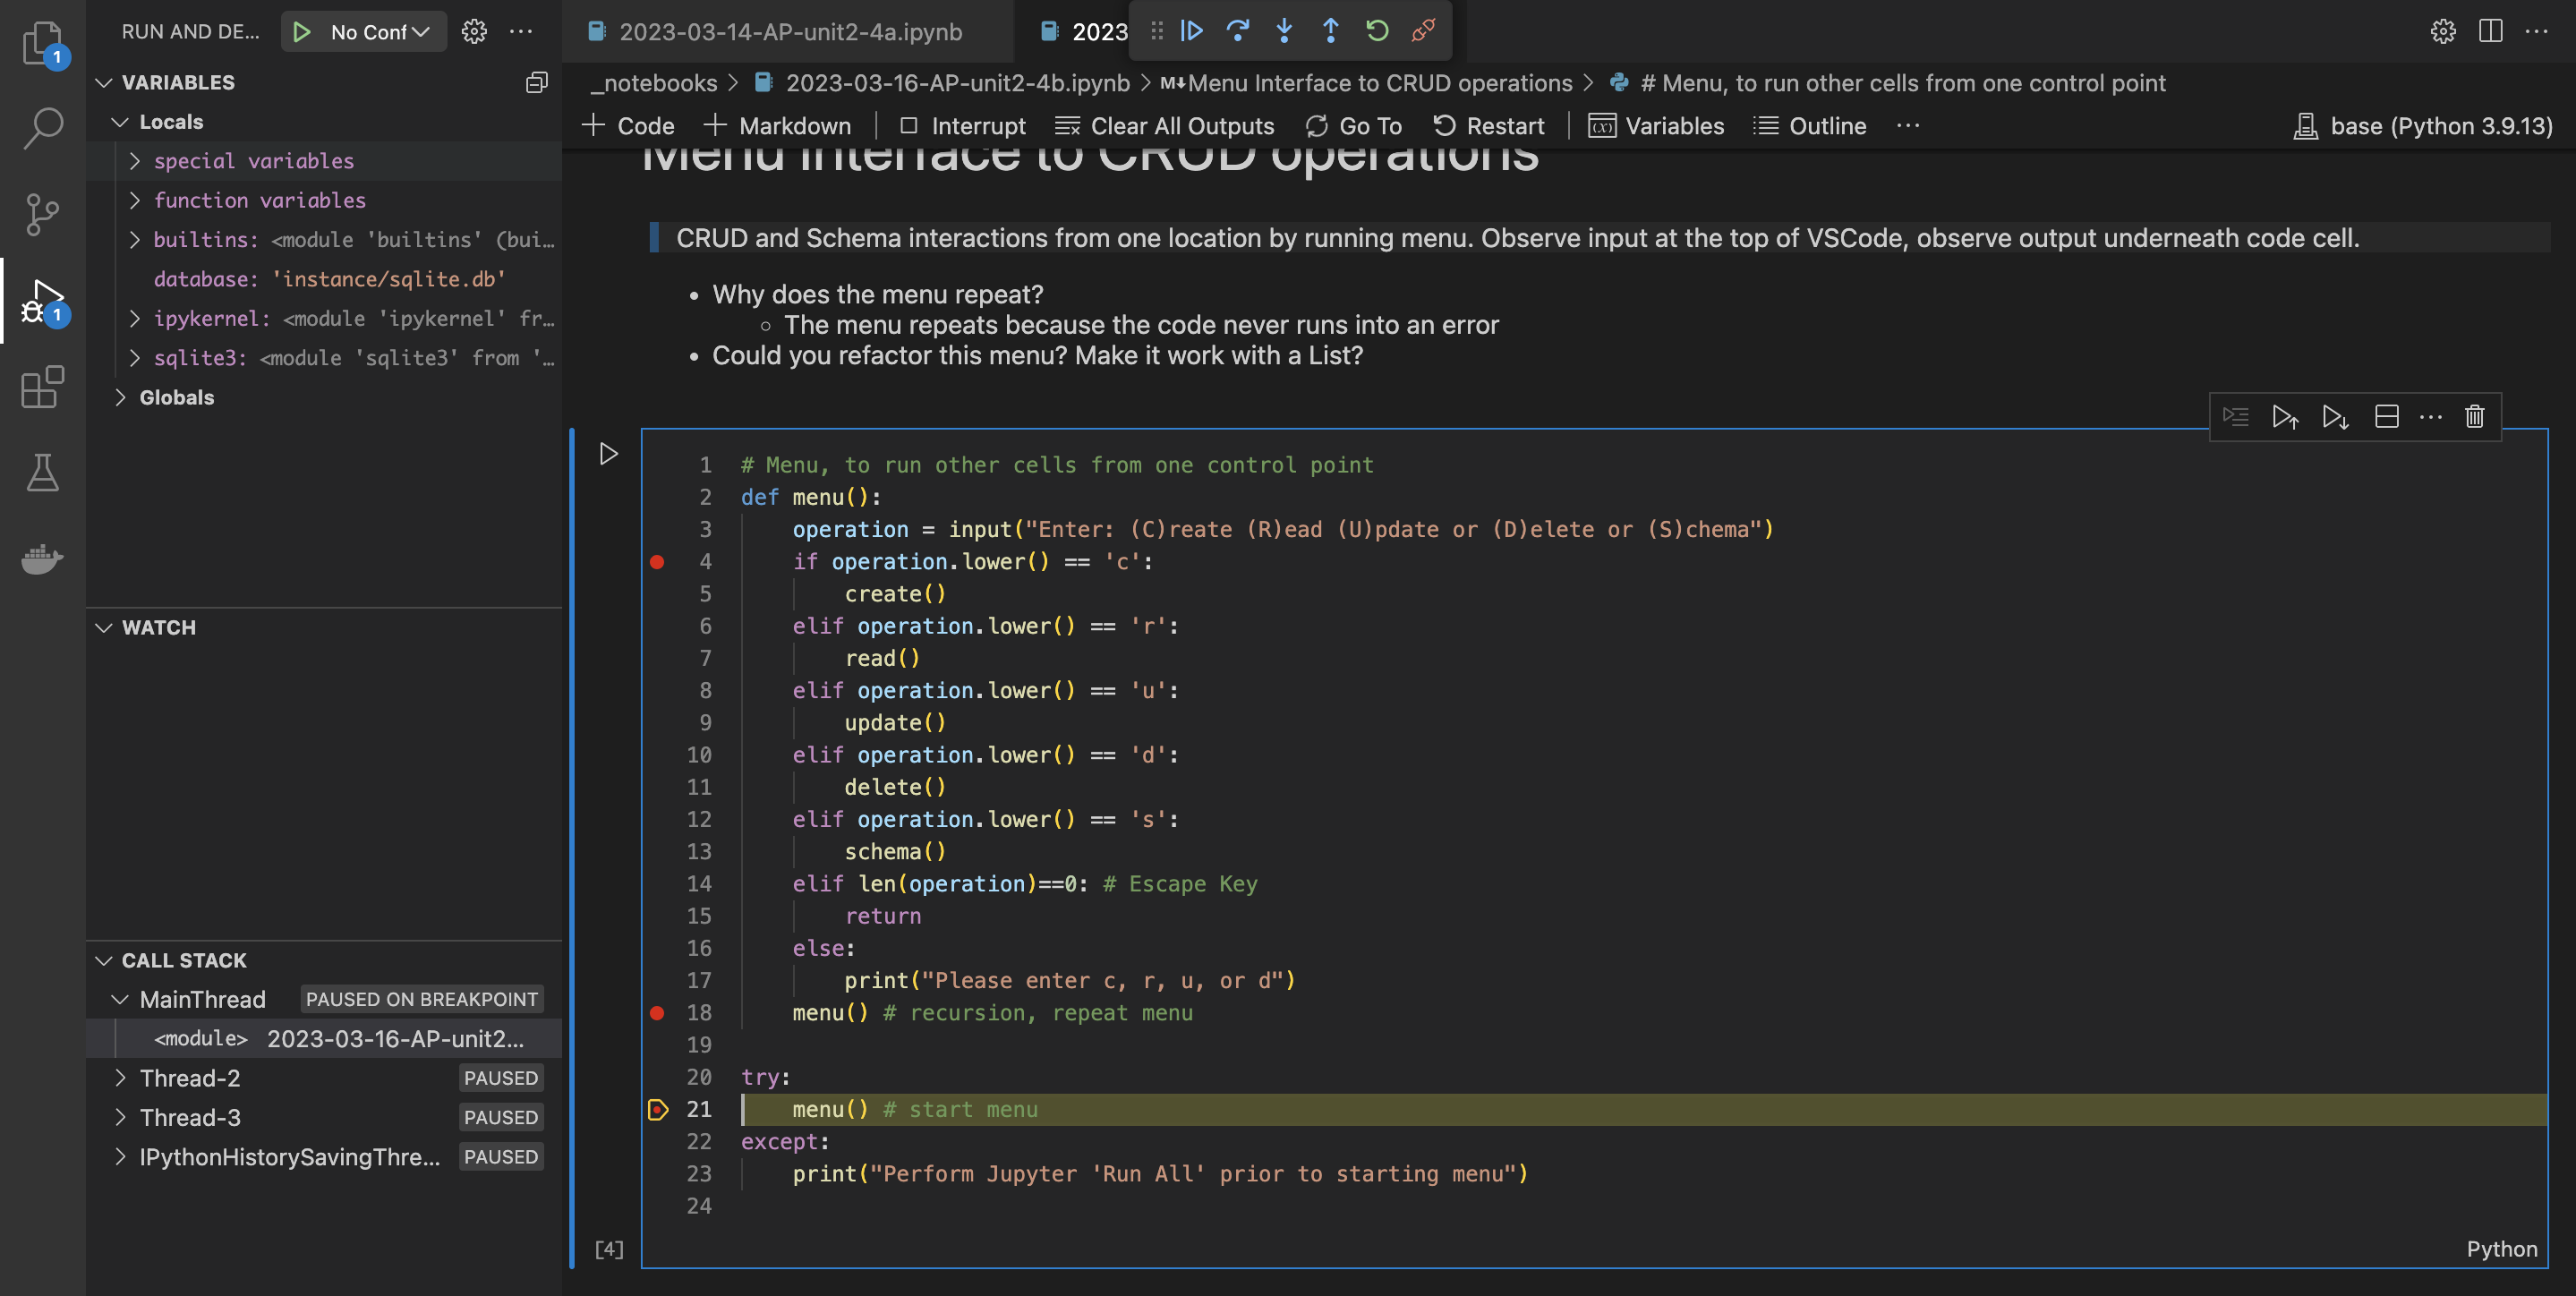 RUN AND DE...
No Conf
2023-03-14-AP-unit2-4a.ipynb
2023
1
VARIABLES
Locals
special variables
function variables
builtins: <module 'builtins' (bui...
database: 'instance/sqlite.db'
ipykernel: <module 'ipykernel' fr...
sqlite3: <module 'sqlite3' from '...
Globals
1
WATCH
CALL STACK
MainThread PAUSED ON BREAKPOINT
<module> 2023-03-16-AP-unit2...
Thread-2 PAUSED
Thread-3 PAUSED
IPythonHistorySavingThre... PAUSED
_notebooks > 2023-03-16-AP-unit2-4b.ipynb > M↓Menu Interface to CRUD operations > # Menu, to run other cells from one control point
+ Code + Markdown | Interrupt Clear All Outputs Go To Restart | (x) Variables Outline ...
base (Python 3.9.13)
Menu Interface to CRUD operations
CRUD and Schema interactions from one location by running menu. Observe input at the top of VSCode, observe output underneath code cell.
• Why does the menu repeat?
◦ The menu repeats because the code never runs into an error
• Could you refactor this menu? Make it work with a List?
1 # Menu, to run other cells from one control point
2 def menu():
3     operation = input("Enter: (C)reate (R)ead (U)pdate or (D)elete or (S)chema")
4     if operation.lower() == 'c':
5         create()
6     elif operation.lower() == 'r':
7         read()
8     elif operation.lower() == 'u':
9         update()
10     elif operation.lower() == 'd':
11         delete()
12     elif operation.lower() == 's':
13         schema()
14     elif len(operation)==0: # Escape Key
15         return
16     else:
17         print("Please enter c, r, u, or d")
18     menu() # recursion, repeat menu
19
20 try:
21     menu() # start menu
22 except:
23     print("Perform Jupyter 'Run All' prior to starting menu")
24
[4]
Python